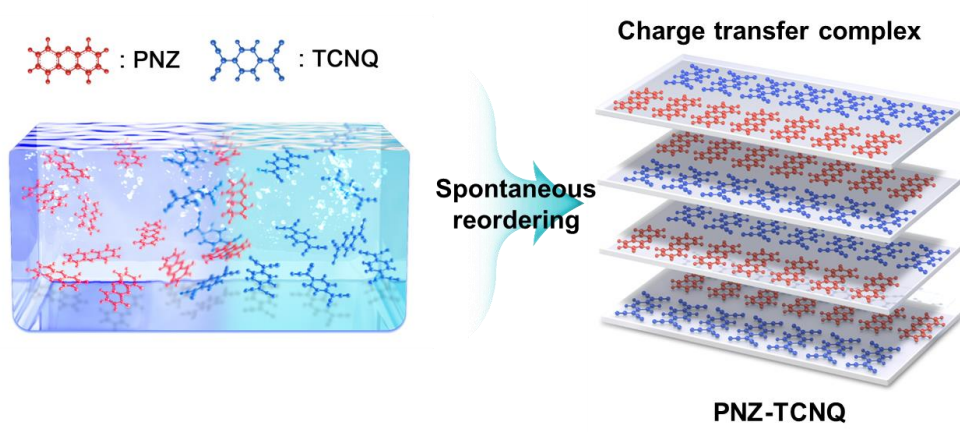 : PNZ
: TCNQ
Spontaneous
reordering
Charge transfer complex
PNZ-TCNQ